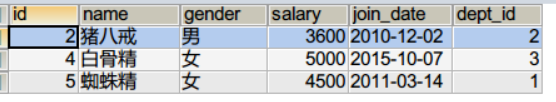 id name gender salary join_date dept_id
2 猪八戒 男 3600 2010-12-02 2
4 白骨精 女 5000 2015-10-07 3
5 蜘蛛精 女 4500 2011-03-14 1